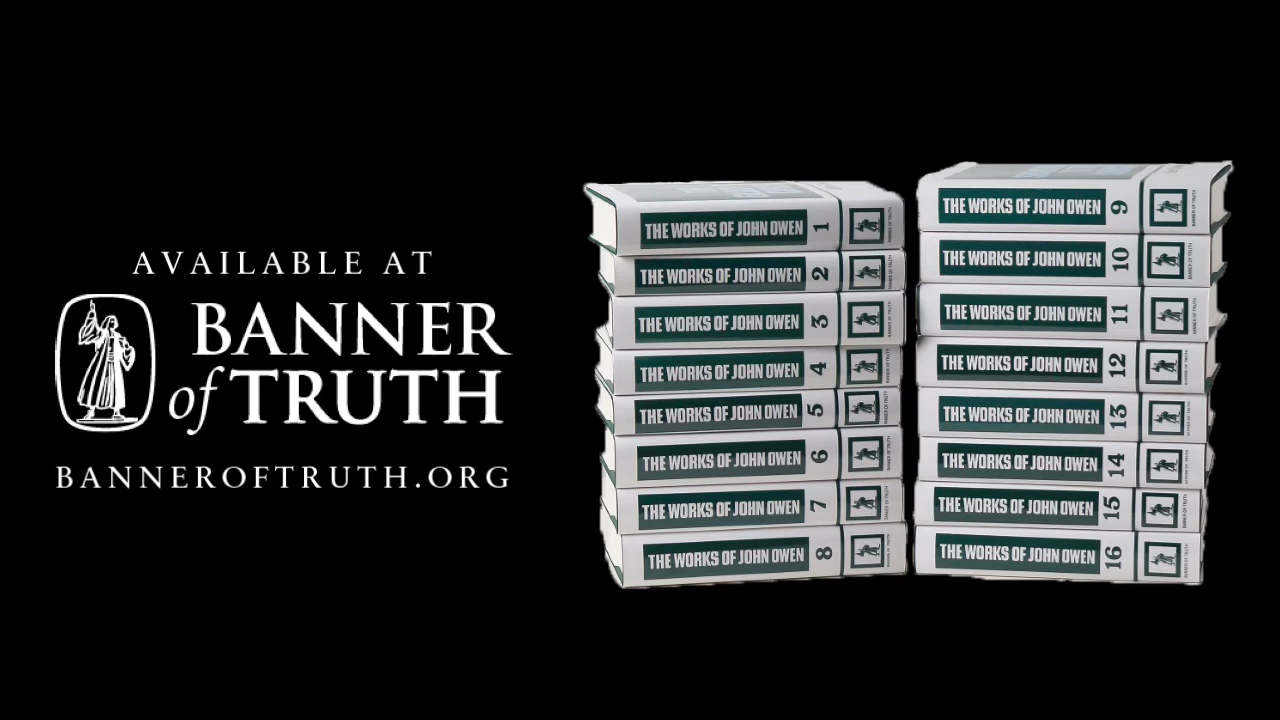 AVAILABLE AT
BANNER
of TRUTH
BANNEROFTRUTH.ORG
THE WORKS OF JOHN OWEN 1
THE WORKS OF JOHN OWEN 2
THE WORKS OF JOHN OWEN 3
THE WORKS OF JOHN OWEN 4
THE WORKS OF JOHN OWEN 5
THE WORKS OF JOHN OWEN 6
THE WORKS OF JOHN OWEN 7
THE WORKS OF JOHN OWEN 8
THE WORKS OF JOHN OWEN 9
THE WORKS OF JOHN OWEN 10
THE WORKS OF JOHN OWEN 11
THE WORKS OF JOHN OWEN 12
THE WORKS OF JOHN OWEN 13
THE WORKS OF JOHN OWEN 14
THE WORKS OF JOHN OWEN 15
THE WORKS OF JOHN OWEN 16